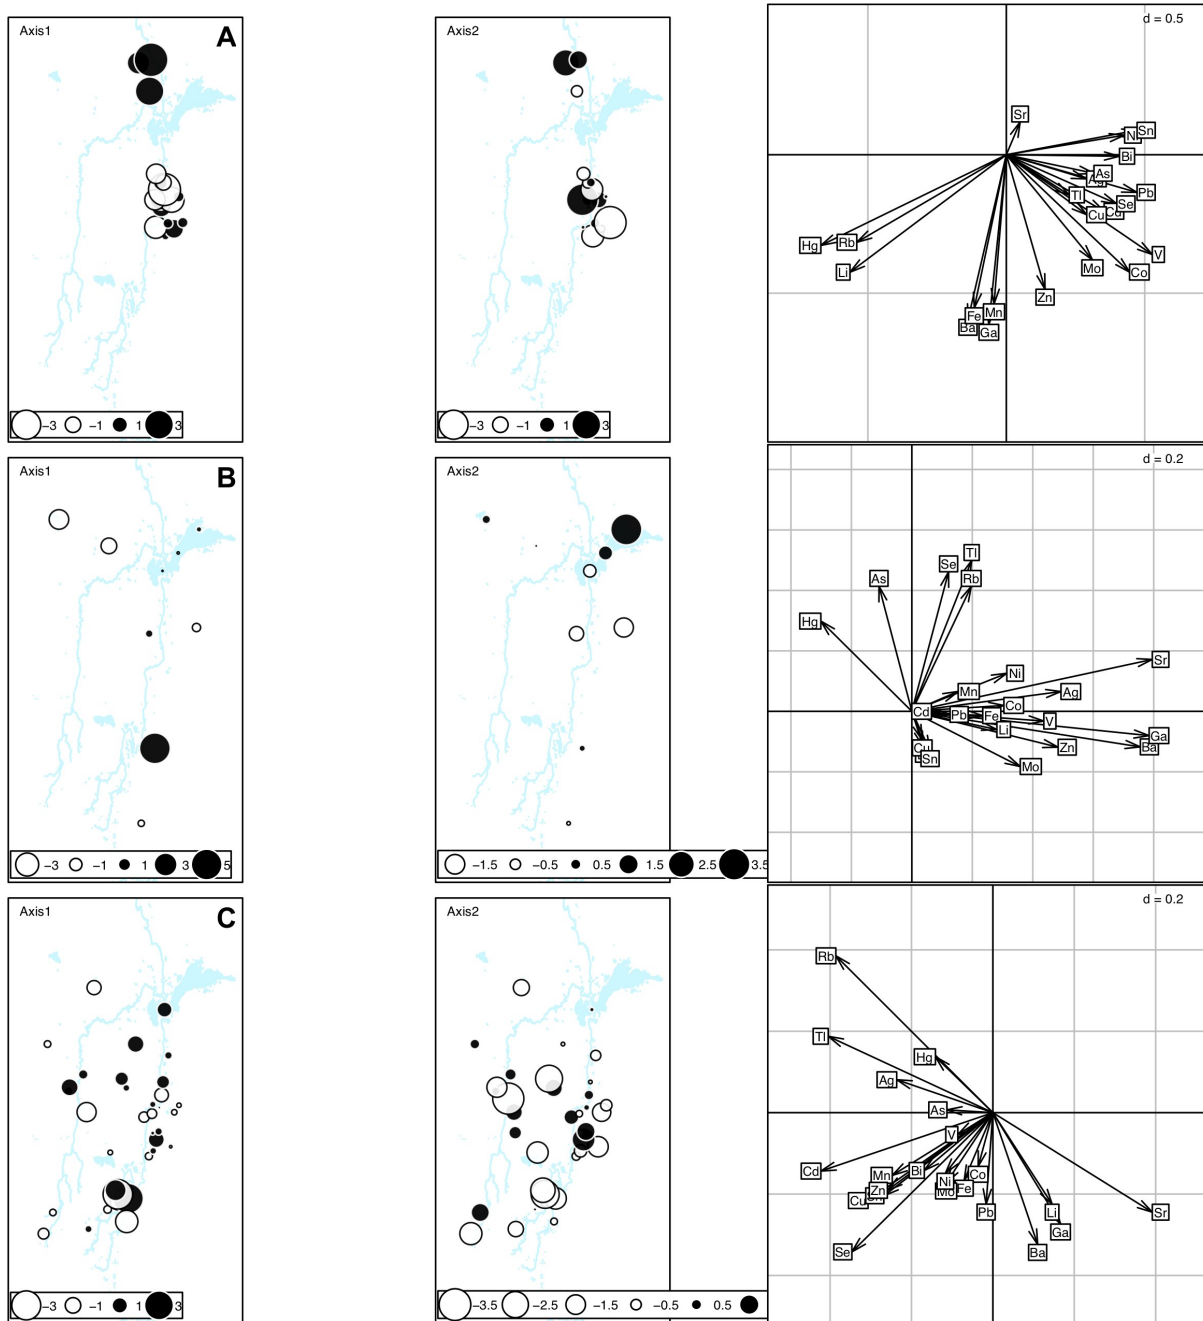 Axis1
A
−3 −1 1 3
Axis2
−3 −1 1 3
d = 0.5
Sr
Sn
Bi
As
Tl
Pb
Se
Cu
Hg
Rb
Li
V
Mo
Co
Zn
Fe
Mn
Ba
Ga
Axis1
B
−3 −1 1 3 5
Axis2
−1.5 −0.5 0.5 1.5 2.5 3.5
d = 0.2
Tl
Se
As
Rb
Hg
Sr
Ni
Mn
Ag
Co
Cd
Pb
Fe
V
Li
Ga
Zn
Ba
Cu
Sn
Mo
Axis1
C
−3 −1 1 3
Axis2
−3.5 −2.5 −1.5 −0.5 0.5
d = 0.2
Rb
Tl
Hg
Ag
As
V
Cd
Mn
Bi
Co
Ni
Zn
Fe
Mo
Cu
Pb
Li
Sr
Ga
Se
Ba